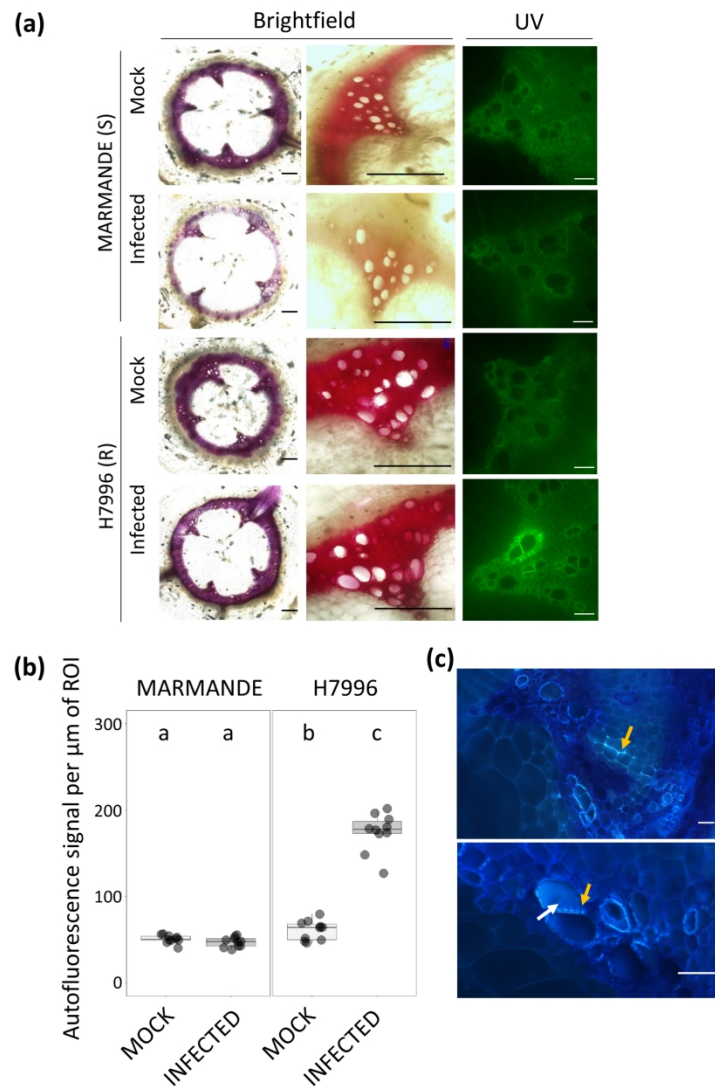 (a)
Brightfield
UV
MARMANDE (S)
Mock
Infected
H7996 (R)
Mock
Infected
(b)
Autofluorescence signal per µm of ROI
MARMANDE
H7996
300
a
a
b
c
200
100
0
MOCK
INFECTED
MOCK
INFECTED
(c)